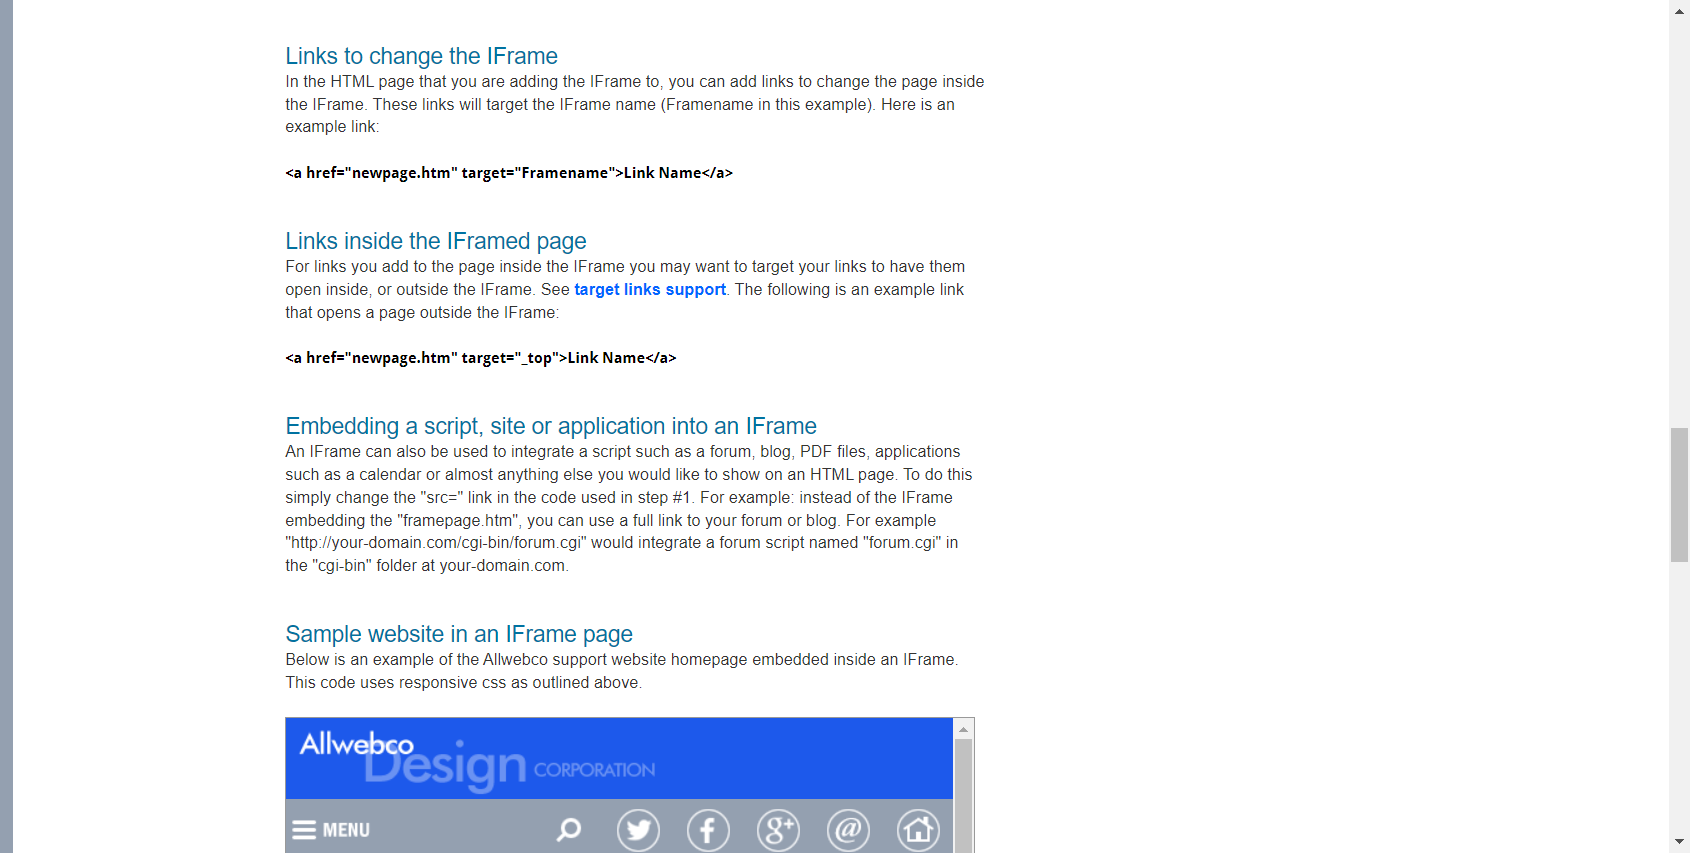 Links to change the IFrame
In the HTML page that you are adding the IFrame to, you can add links to change the page inside
the IFrame. These links will target the IFrame name (Framename in this example). Here is an
example link:
<a href="newpage.htm" target="Framename">Link Name</a>
Links inside the IFramed page
For links you add to the page inside the IFrame you may want to target your links to have them
open inside, or outside the IFrame. See target links support. The following is an example link
that opens a page outside the IFrame:
<a href="newpage.htm" target="_top">Link Name</a>
Embedding a script, site or application into an IFrame
An IFrame can also be used to integrate a script such as a forum, blog, PDF files, applications
such as a calendar or almost anything else you would like to show on an HTML page. To do this
simply change the "src=" link in the code used in step #1. For example: instead of the IFrame
embedding the "framepage.htm", you can use a full link to your forum or blog. For example
"http://your-domain.com/cgi-bin/forum.cgi" would integrate a forum script named "forum.cgi" in
the "cgi-bin" folder at your-domain.com.
Sample website in an IFrame page
Below is an example of the Allwebco support website homepage embedded inside an IFrame.
This code uses responsive css as outlined above.
Allwebco
Design CORPORATION
MENU